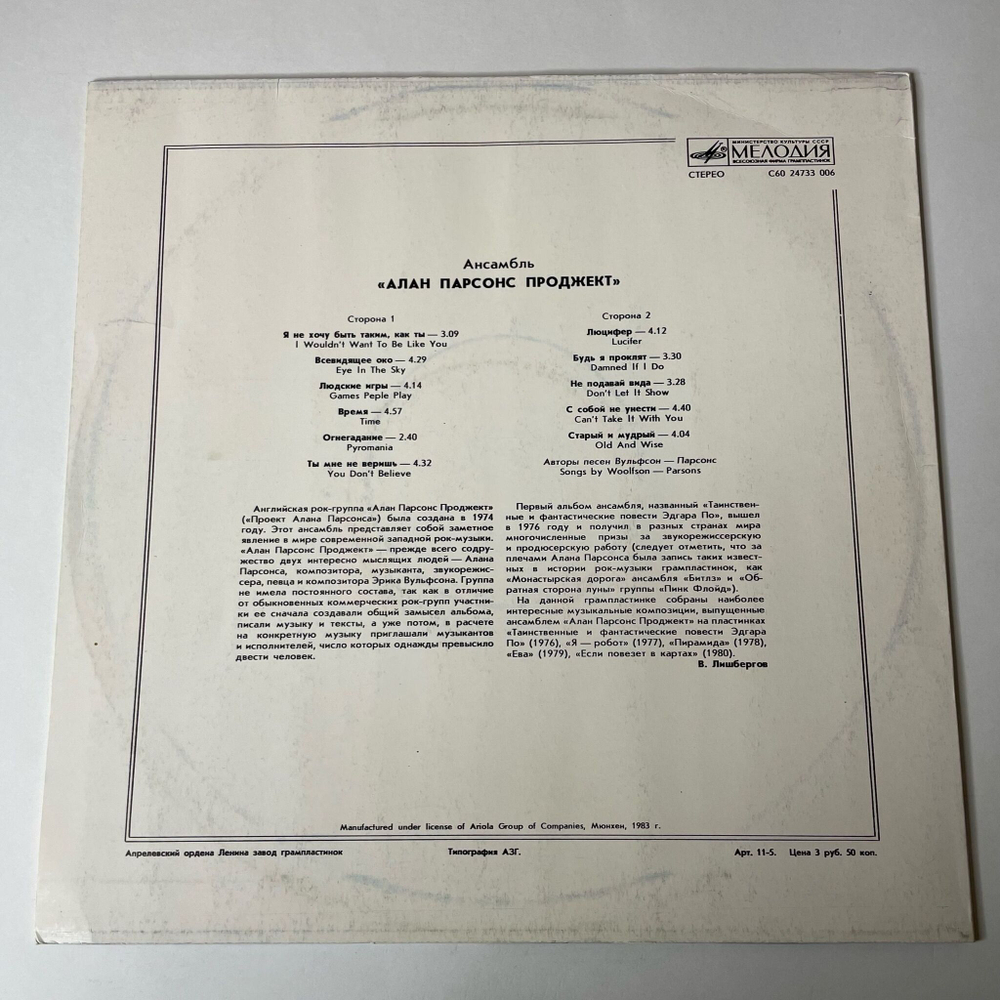 МИНИСТЕРСТВО КУЛЬТУРЫ СССР
МЕЛОДИЯ
ВСЕСОЮЗНАЯ ФИРМА ГРАМПЛАСТИНОК
СТЕРЕО С60 24733 006
Ансамбль
«АЛАН ПАРСОНС ПРОДЖЕКТ»
Сторона 1
Я не хочу быть таким, как ты — 3.09
I Wouldn't Want To Be Like You
Всевидящее око — 4.29
Eye In The Sky
Людские игры — 4.14
Games Peple Play
Время — 4.57
Time
Огнегадание — 2.40
Pyromania
Ты мне не веришь — 4.32
You Don't Believe
Сторона 2
Люцифер — 4.12
Lucifer
Будь я проклят — 3.30
Damned If I Do
Не подавай вида — 3.28
Don't Let It Show
С собой не унести — 4.40
Can't Take It With You
Старый и мудрый — 4.04
Old And Wise
Авторы песен Вульфсон — Парсонс
Songs by Woolfson — Parsons
Английская рок-группа «Алан Парсонс Проджект»
(«Проект Алана Парсонса») была создана в 1974
году. Этот ансамбль представляет собой заметное
явление в мире современной западной рок-музыки.
«Алан Парсонс Проджект» — прежде всего содру-
жество двух интересно мыслящих людей — Алана
Парсонса, композитора, музыканта, звукорежис-
сера, певца и композитора Эрика Вульфсона. Группа
не имела постоянного состава, так как в отличие
от обыкновенных коммерческих рок-групп участни-
ки ее сначала создавали общий замысел альбома,
писали музыку и тексты, а уже потом, в расчете
на конкретную музыку приглашали музыкантов
и исполнителей, число которых однажды превысило
двести человек.
Первый альбом ансамбля, названный «Таинствен-
ные и фантастические повести Эдгара По», вышел
в 1976 году и получил в разных странах мира
многочисленные призы за звукорежиссерскую
и продюсерскую работу (следует отметить, что за
плечами Алана Парсонса была запись таких извест-
ных в истории рок-музыки грампластинок, как
«Монастырская дорога» ансамбля «Битлз» и «Об-
ратная сторона луны» группы «Пинк Флойд»).
На данной грампластинке собраны наиболее
интересные музыкальные композиции, выпущенные
ансамблем «Алан Парсонс Проджект» на пластинках
«Таинственные и фантастические повести Эдгара
По» (1976), «Я — робот» (1977), «Пирамида» (1978),
«Ева» (1979), «Если повезет в картах» (1980).
В. Лишбергов
Manufactured under license of Ariola Group of Companies, Мюнхен, 1983 г.
Апрелевский ордена Ленина завод грампластинок Типография АЗГ. Арт. 11-5. Цена 3 руб. 50 коп.